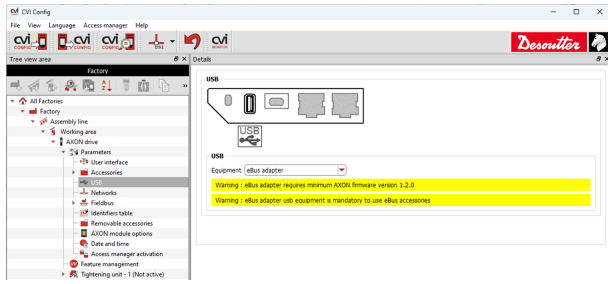 CVI Config
File View Language Access manager Help
CVI CONFIG CVI CONFIG CVI CVI MONITOR
Desoutter
Tree view area
Details
Factory
All Factories
Factory
Assembly line
Working area
AXON drive
Parameters
User interface
Accessories
USB
Networks
Fieldbus
Identifiers table
Removable accessories
AXON module options
Date and time
Access manager activation
Feature management
Tightening unit - 1 (Not active)
USB
USB
USB
Equipment eBus adapter
Warning : eBus adapter requires minimum AXON firmware version 1.2.0
Warning : eBus adapter usb equipment is mandatory to use eBus accessories